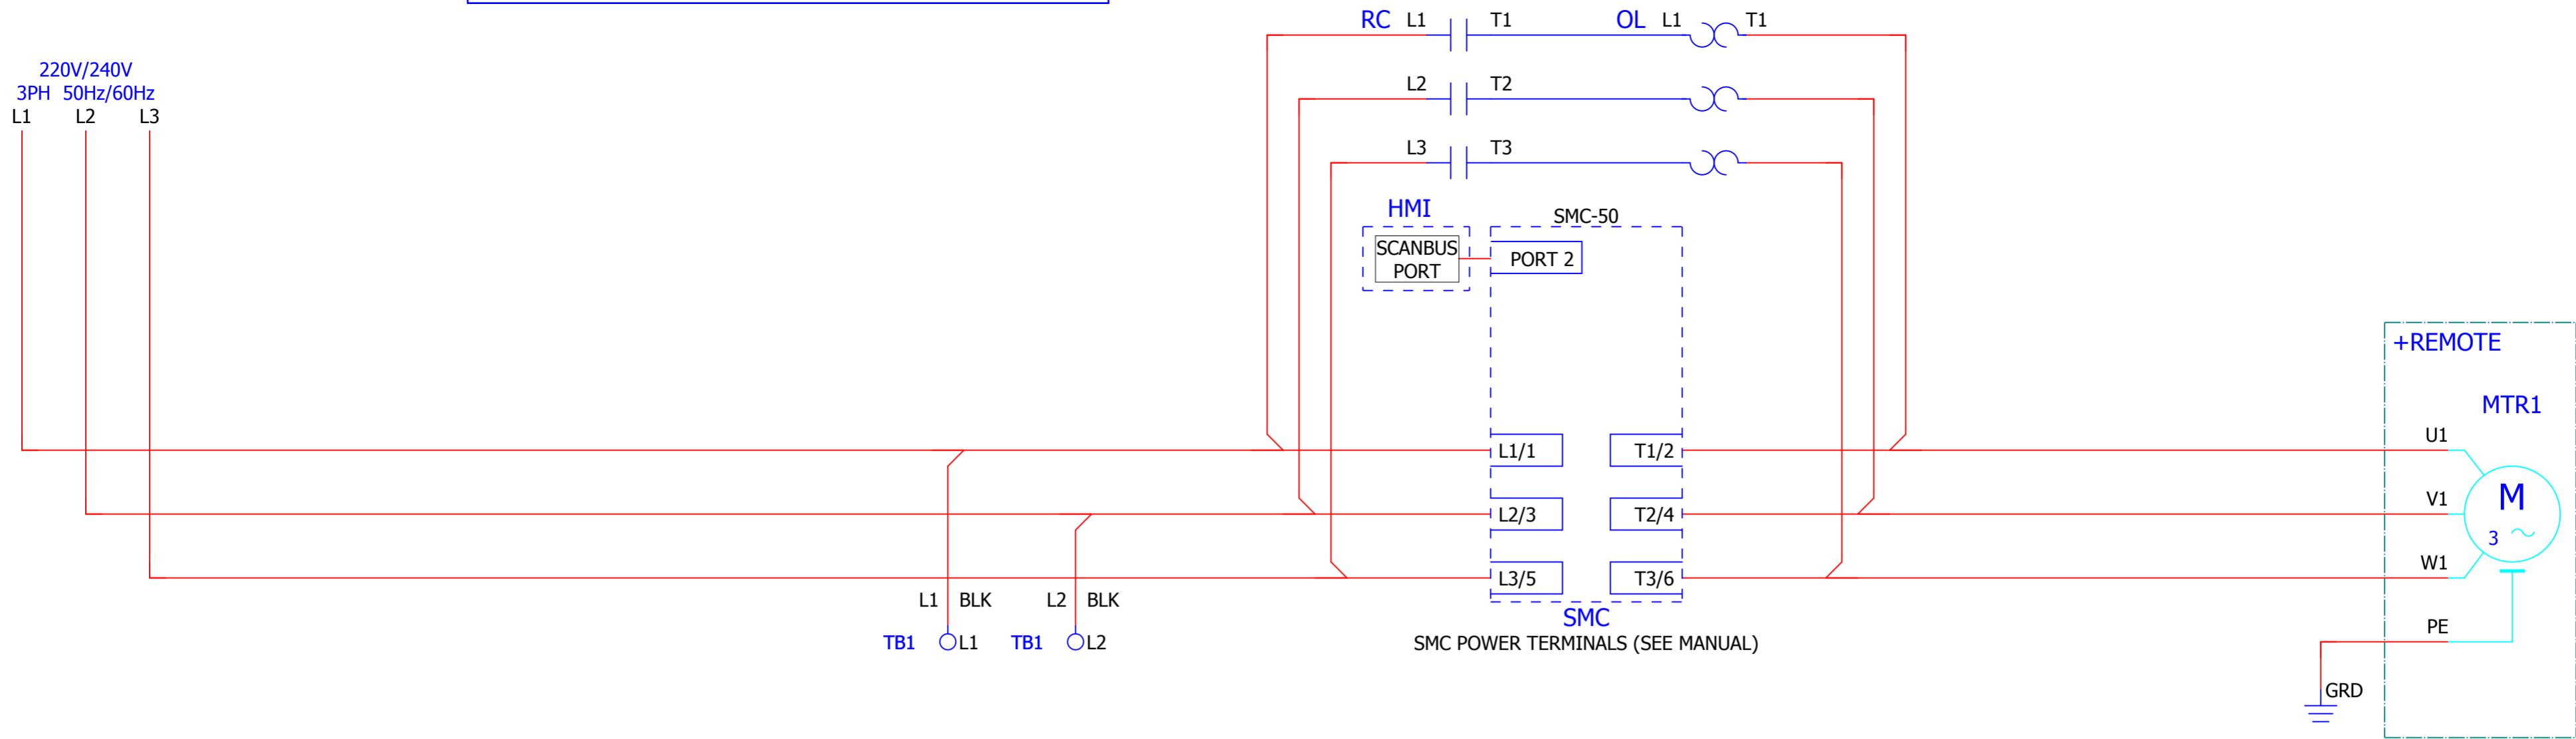 RC L1 T1 OL L1 T1
220V/240V
3PH 50Hz/60Hz
L1 L2 L3
L2 T2
L3 T3
HMI
SMC-50
SCANBUS
PORT
PORT 2
+REMOTE
MTR1
U1
L1/1 T1/2
V1
M
3
L2/3 T2/4
W1
L3/5 T3/6
L1 BLK L2 BLK
SMC
TB1 L1 TB1 L2
SMC POWER TERMINALS (SEE MANUAL)
PE
GRD